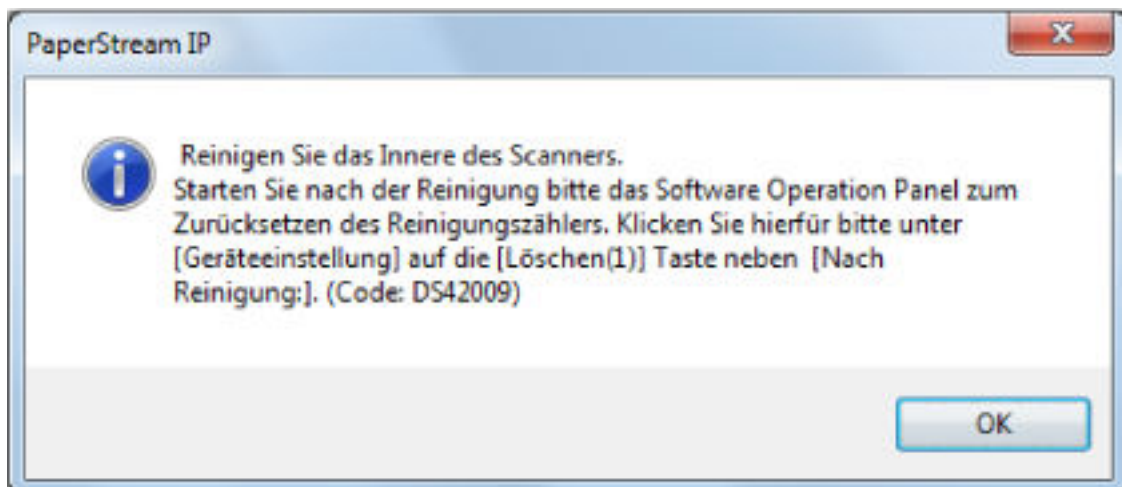 PaperStream IP
Reinigen Sie das Innere des Scanners.
Starten Sie nach der Reinigung bitte das Software Operation Panel zum
Zurücksetzen des Reinigungszählers. Klicken Sie hierfür bitte unter
[Geräteeinstellung] auf die [Löschen(1)] Taste neben [Nach
Reinigung:]. (Code: DS42009)
OK